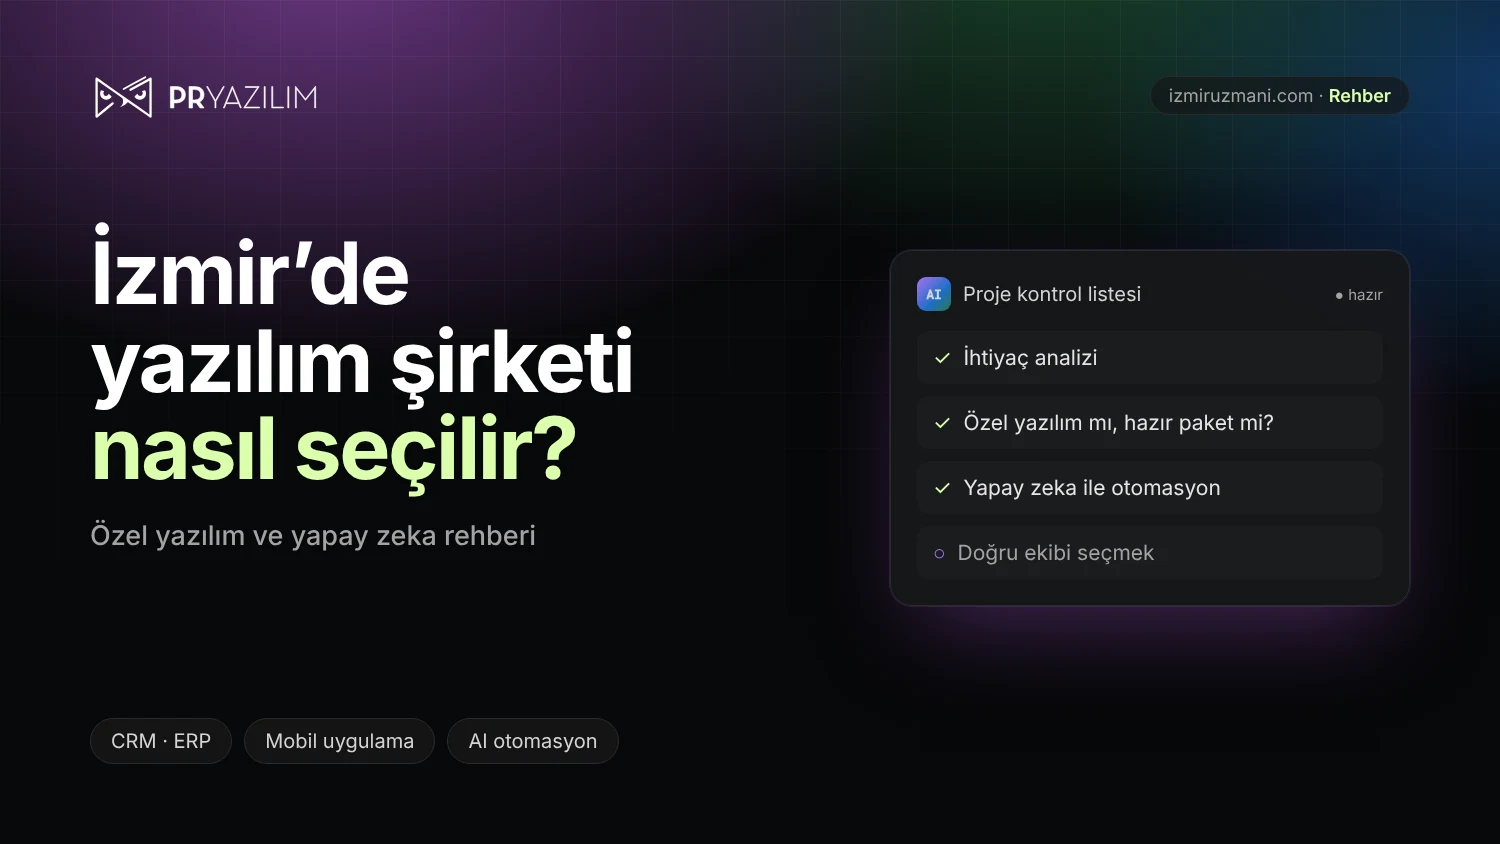 PRYAZILIM
izmiruzmani.com · Rehber
İzmir’de
yazılım şirketi
nasıl seçilir?
Özel yazılım ve yapay zeka rehberi
AI Proje kontrol listesi ● hazır
✓ İhtiyaç analizi
✓ Özel yazılım mı, hazır paket mi?
✓ Yapay zeka ile otomasyon
○ Doğru ekibi seçmek
CRM · ERP
Mobil uygulama
AI otomasyon